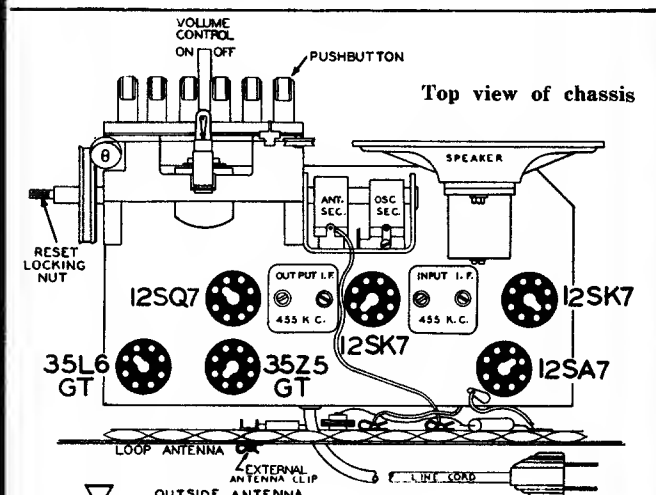 VOLUME
CONTROL
ON OFF
PUSHBUTTON
Top view of chassis
SPEAKER
θ
ANT.
SEC.
OSC
SEC.
RESET
LOCKING
NUT
OUTPUT I.F.
455 K.C.
INPUT I.F.
455 K.C.
12SQ7
12SK7
12SK7
35L6
GT
35Z5
GT
12SA7
LOOP ANTENNA
EXTERNAL
ANTENNA CLIP
LINE CORD
OUTSIDE ANTENNA